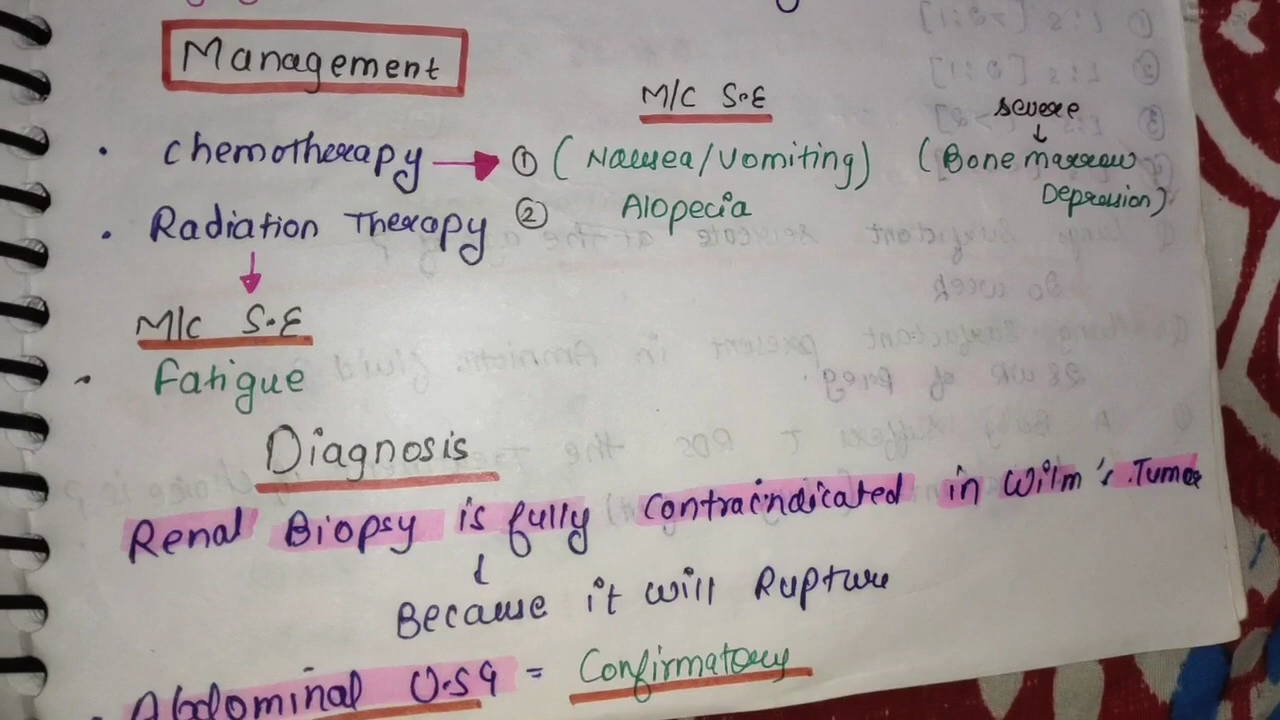 Management
M/C S.E
severe
• Chemotherapy → ① (Nausea/Vomiting) (Bone marrow
Depression)
• Radiation Therapy ② Alopecia
↓
M/C S.E
• Fatigue
Diagnosis
Renal Biopsy is fully contraindicated in Wilm's Tumor
↓
Because it will Rupture
• Abdominal U.S.G = Confirmatory